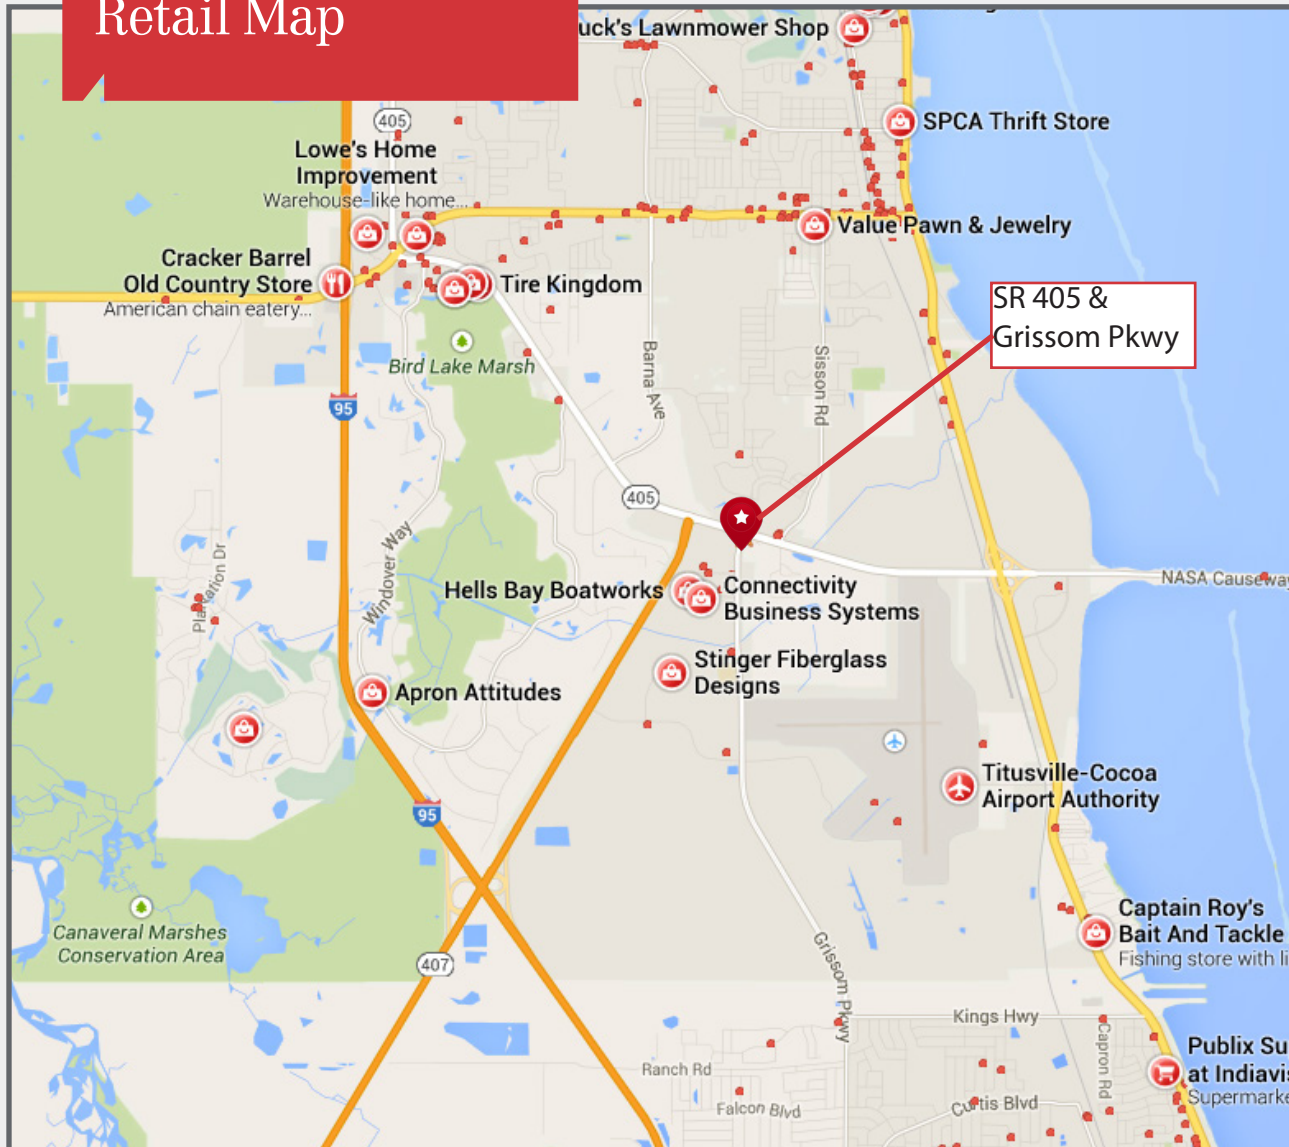 Retail Map
uck's Lawnmower Shop
405
SPCA Thrift Store
Lowe's Home
Improvement
Warehouse-like home...
Value Pawn & Jewelry
Cracker Barrel
Old Country Store
American chain eatery...
Tire Kingdom
SR 405 &
Grissom Pkwy
Bird Lake Marsh
Barna Ave
Sisson Rd
95
405
Windover Way
Plantation Dr
NASA Causeway
Hells Bay Boatworks
Connectivity
Business Systems
Stinger Fiberglass
Designs
Apron Attitudes
Titusville-Cocoa
Airport Authority
95
Captain Roy's
Bait And Tackle
Fishing store with li
Canaveral Marshes
Conservation Area
407
Grissom Pkwy
Kings Hwy
Capron Rd
Publix Su
at Indiavis
Supermarke
Ranch Rd
Falcon Blvd
Curtis Blvd